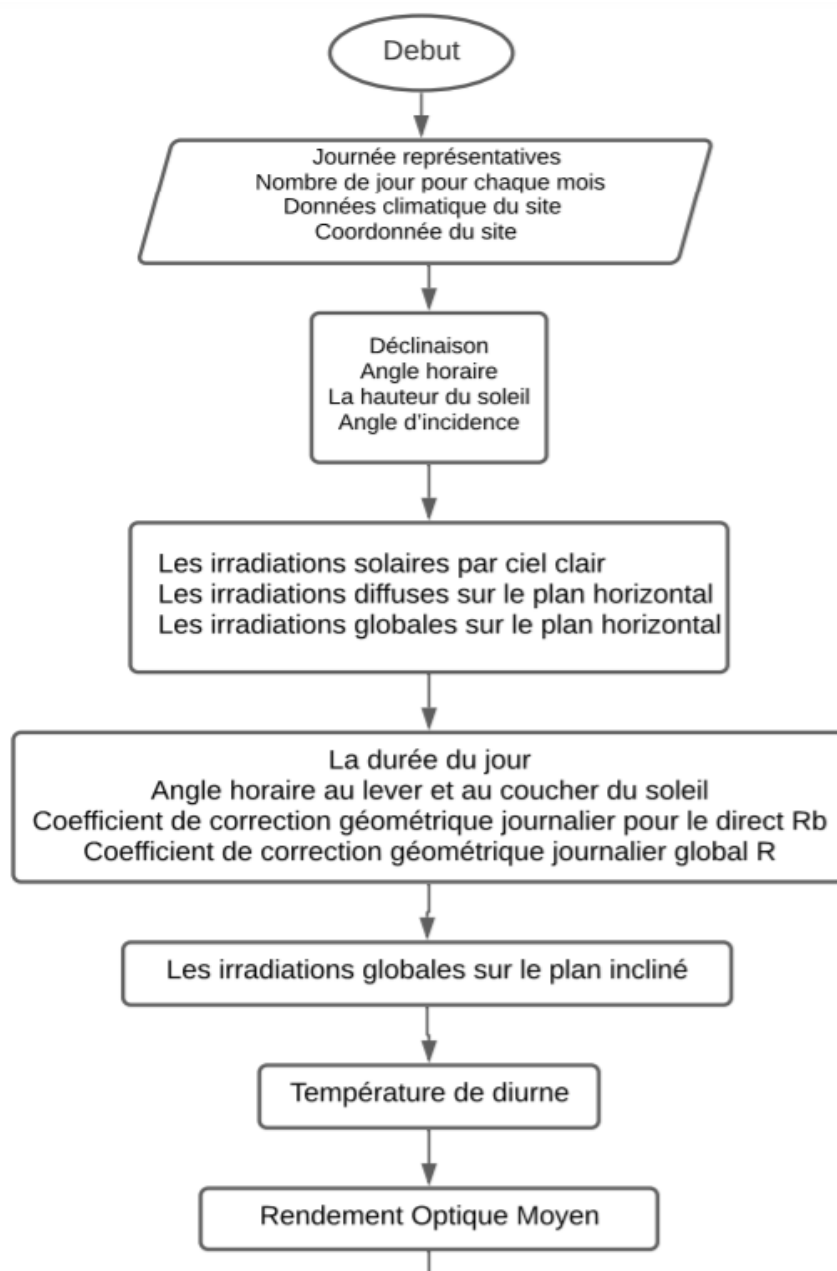 Debut
Journée représentatives
Nombre de jour pour chaque mois
Données climatique du site
Coordonnée du site
Déclinaison
Angle horaire
La hauteur du soleil
Angle d'incidence
Les irradiations solaires par ciel clair
Les irradiations diffuses sur le plan horizontal
Les irradiations globales sur le plan horizontal
La durée du jour
Angle horaire au lever et au coucher du soleil
Coefficient de correction géométrique journalier pour le direct Rb
Coefficient de correction géométrique journalier global R
Les irradiations globales sur le plan incliné
Température de diurne
Rendement Optique Moyen